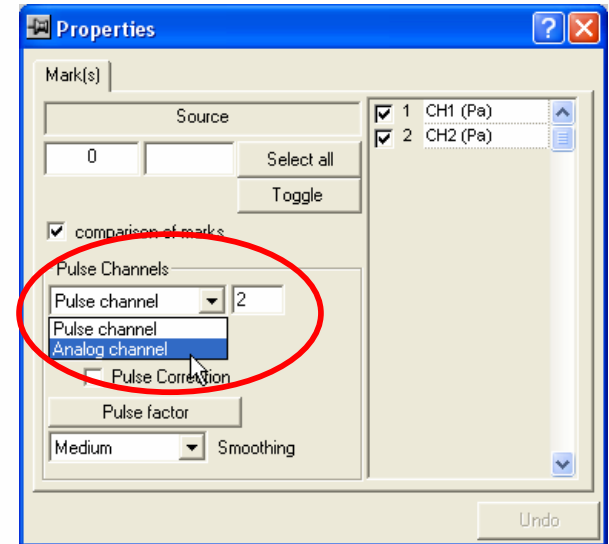 Properties
Mark(s)
Source
0
Select all
Toggle
comparison of marks
Pulse Channels
Pulse channel 2
Pulse channel
Analog channel
Pulse Correction
Pulse factor
Medium Smoothing
1 CH1 (Pa)
2 CH2 (Pa)
Undo